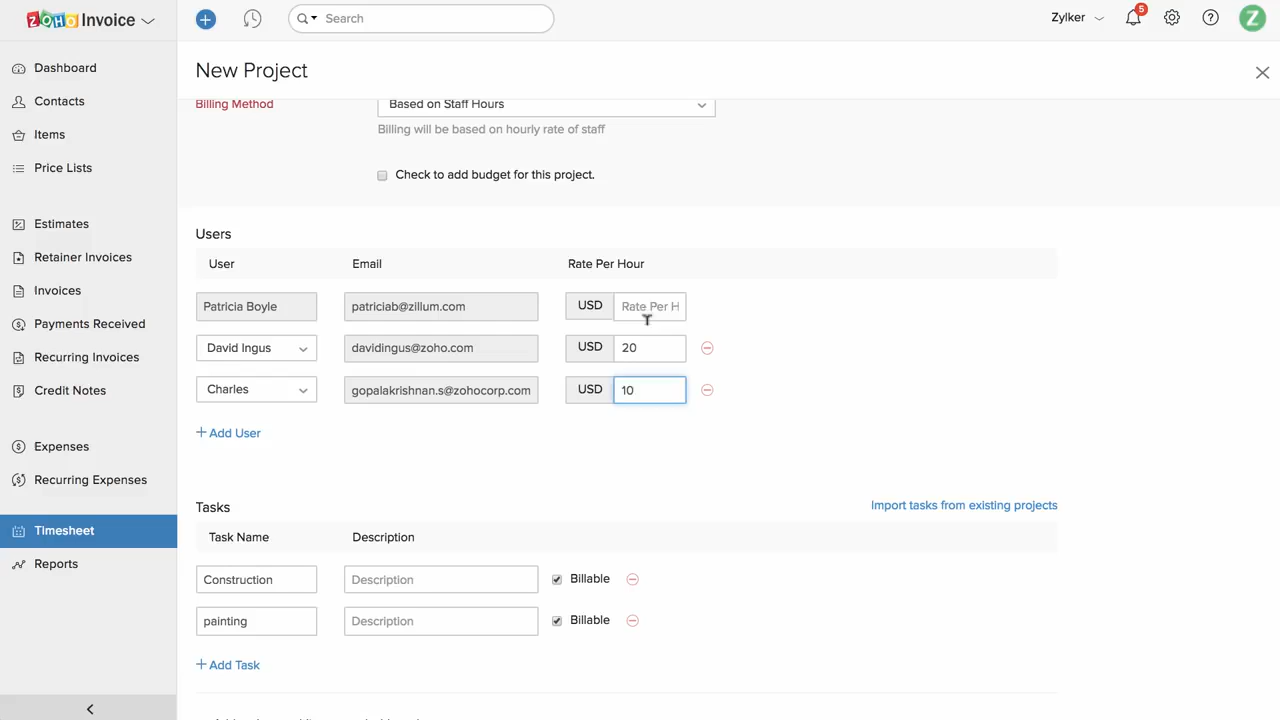 ZOHO Invoice
Search
Zylker
5
Z
Dashboard
Contacts
Items
Price Lists
Estimates
Retainer Invoices
Invoices
Payments Received
Recurring Invoices
Credit Notes
Expenses
Recurring Expenses
Timesheet
Reports
New Project
Billing Method
Based on Staff Hours
Billing will be based on hourly rate of staff
Check to add budget for this project.
Users
User Email Rate Per Hour
Patricia Boyle patriciab@zillum.com USD Rate Per H
David Ingus davidingus@zoho.com USD 20
Charles gopalakrishnan.s@zohocorp.com USD 10
+ Add User
Tasks Import tasks from existing projects
Task Name Description
Construction Description Billable
painting Description Billable
+ Add Task